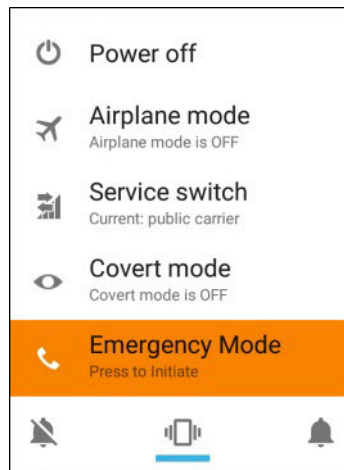 Power off
Airplane mode
Airplane mode is OFF
Service switch
Current: public carrier
Covert mode
Covert mode is OFF
Emergency Mode
Press to Initiate